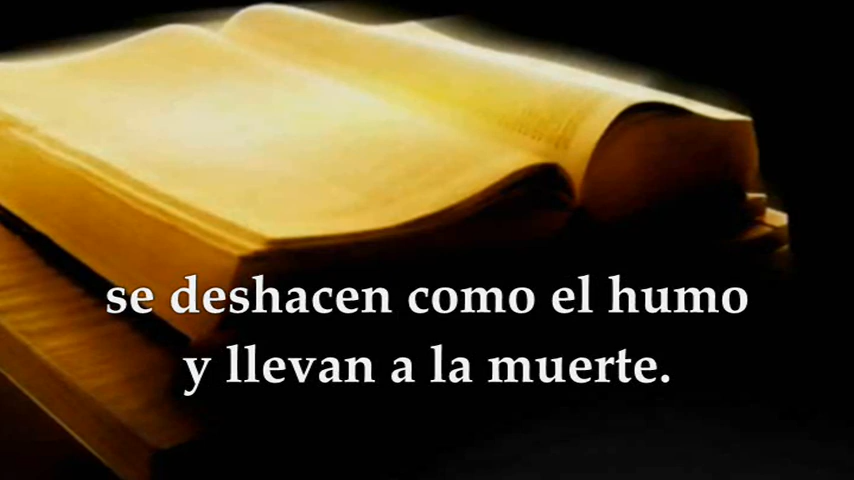 se deshacen como el humo
y llevan a la muerte.